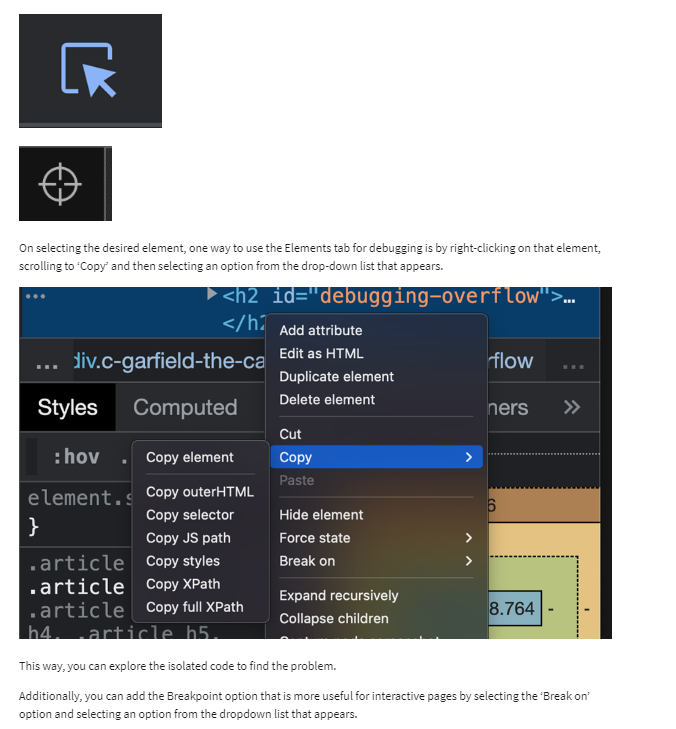 On selecting the desired element, one way to use the Elements tab for debugging is by right-clicking on that element,
scrolling to ‘Copy’ and then selecting an option from the drop-down list that appears.
<h2 id="debugging-overflow">…
</h2
... div.c-garfield-the-ca
rflow ...
Styles Computed
ners
:hov .
element.s
}
.article
.article
.article
h4, .article h5,
Add attribute
Edit as HTML
Duplicate element
Delete element
Cut
Copy
Paste
Hide element
Force state
Break on
Expand recursively
Collapse children
Capture node screenshot
Copy element
Copy outerHTML
Copy selector
Copy JS path
Copy styles
Copy XPath
Copy full XPath
6
8.764 -
-
This way, you can explore the isolated code to find the problem.
Additionally, you can add the Breakpoint option that is more useful for interactive pages by selecting the ‘Break on’
option and selecting an option from the dropdown list that appears.